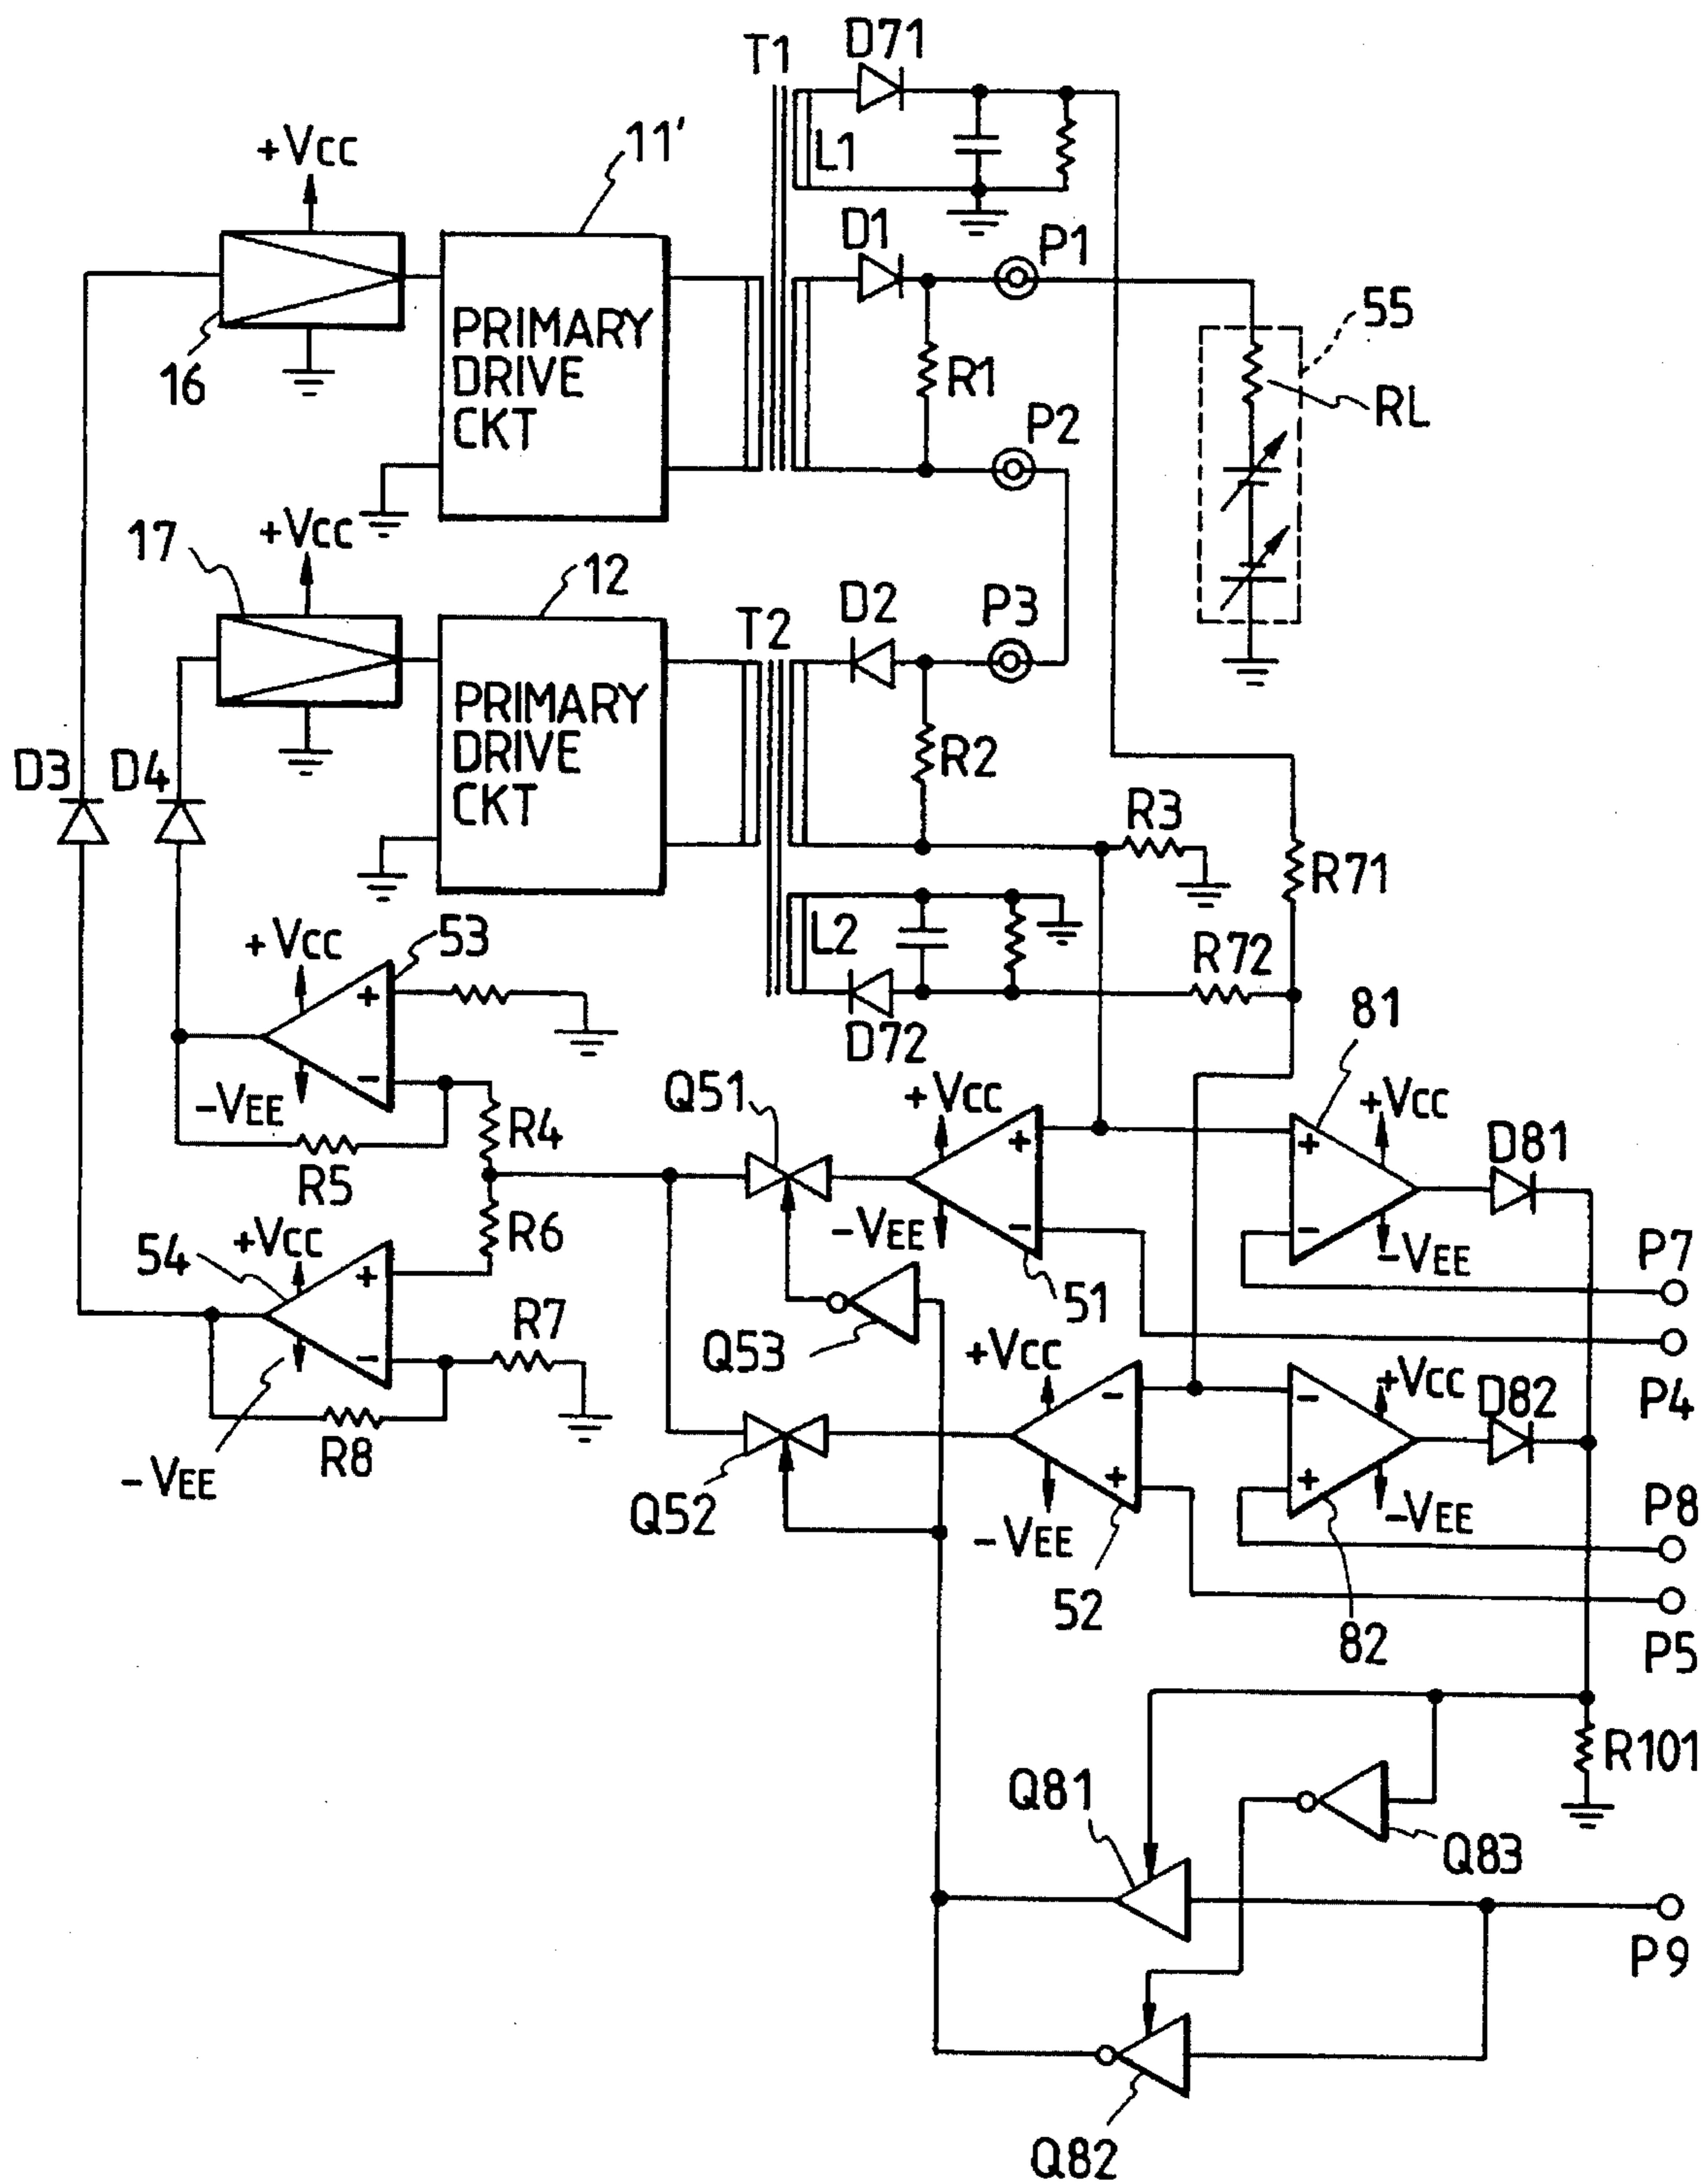 D71
T1
L1
11'
+VCC
D1
P1
55
16
PRIMARY
DRIVE
CKT
R1
P2
RL
17
+VCC
12
T2
D2
P3
PRIMARY
DRIVE
CKT
R2
R3
R71
D3
D4
+VCC
53
L2
R72
D72
81
+
-
-VEE
Q51
+VCC
+VCC
D81
R4
R5
+
-
+
-
-VEE
-VEE
R6
54
+VCC
+
-
51
P7
Q53
R7
+VCC
P4
+VCC
D82
-
+
-
+
R8
-VEE
Q52
-VEE
-VEE
P8
52
82
P5
R101
Q81
Q83
P9
Q82